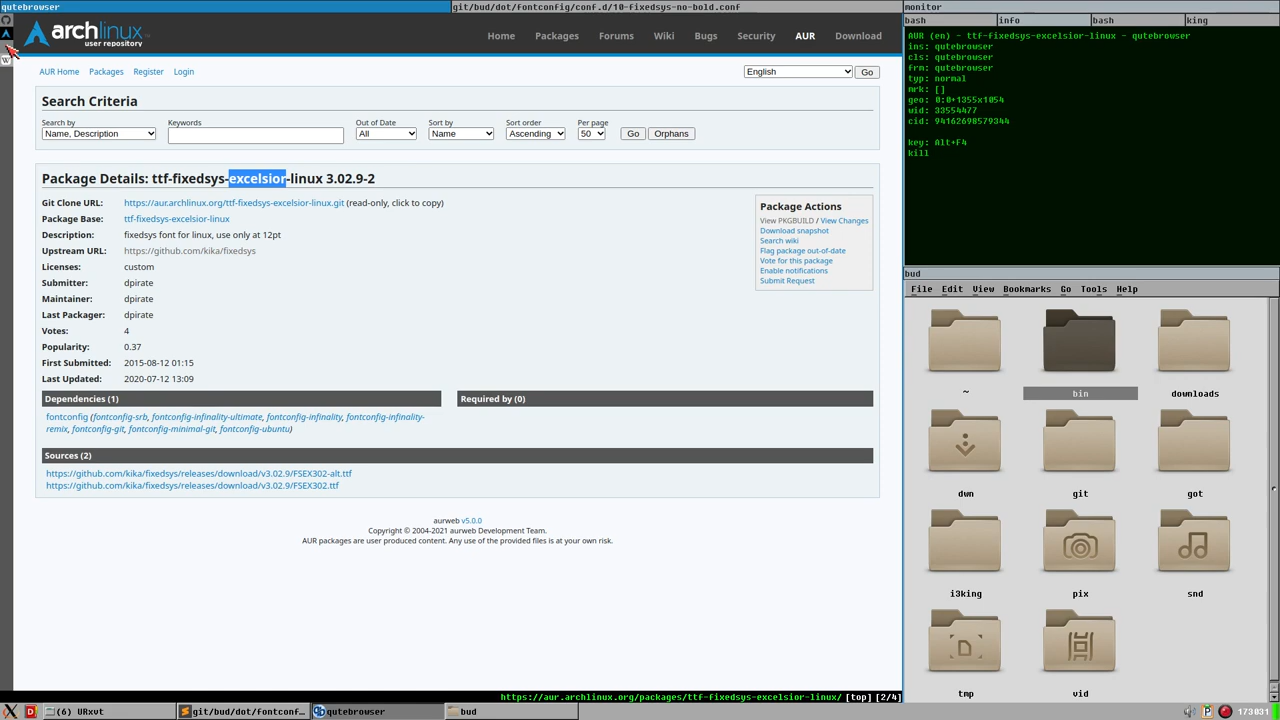 qutebrowser
git/bud/dot/fontconfig/conf.d/10-fixedsys-no-bold.conf
monitor
bash
info
bash
king
archlinux
user repository
Home Packages Forums Wiki Bugs Security AUR Download
W
AUR Home Packages Register Login
English
Go
Search Criteria
Search by Keywords Out of Date Sort by Sort order Per page
Name, Description All Name Ascending 50 Go Orphans
Package Details: ttf-fixedsys-excelsior-linux 3.02.9-2
Git Clone URL: https://aur.archlinux.org/ttf-fixedsys-excelsior-linux.git (read-only, click to copy)
Package Base: ttf-fixedsys-excelsior-linux
Description: fixedsys font for linux, use only at 12pt
Upstream URL: https://github.com/kika/fixedsys
Licenses: custom
Submitter: dpirate
Maintainer: dpirate
Last Packager: dpirate
Votes: 4
Popularity: 0.37
First Submitted: 2015-08-12 01:15
Last Updated: 2020-07-12 13:09
Package Actions
View PKGBUILD / View Changes
Download snapshot
Search wiki
Flag package out-of-date
Vote for this package
Enable notifications
Submit Request
Dependencies (1)
fontconfig (fontconfig-srb, fontconfig-infinality-ultimate, fontconfig-infinality, fontconfig-infinality-
remix, fontconfig-git, fontconfig-minimal-git, fontconfig-ubuntu)
Required by (0)
Sources (2)
https://github.com/kika/fixedsys/releases/download/v3.02.9/FSEX302-alt.ttf
https://github.com/kika/fixedsys/releases/download/v3.02.9/FSEX302.ttf
aurweb v5.0.0
Copyright © 2004-2021 aurweb Development Team.
AUR packages are user produced content. Any use of the provided files is at your own risk.
https://aur.archlinux.org/packages/ttf-fixedsys-excelsior-linux/ [top] [2/4]
AUR (en) - ttf-fixedsys-excelsior-linux - qutebrowser
ins: qutebrowser
cls: qutebrowser
frm: qutebrowser
typ: normal
mrk: []
geo: 0:0+1355x1054
wid: 33554477
cid: 94162698579344
key: Alt+F4
kill
bud
File Edit View Bookmarks Go Tools Help
~ bin downloads
dwn git got
i3king pix snd
tmp vid
D
(6) URxvt
git/bud/dot/fontconf...
qutebrowser
bud
P
173031